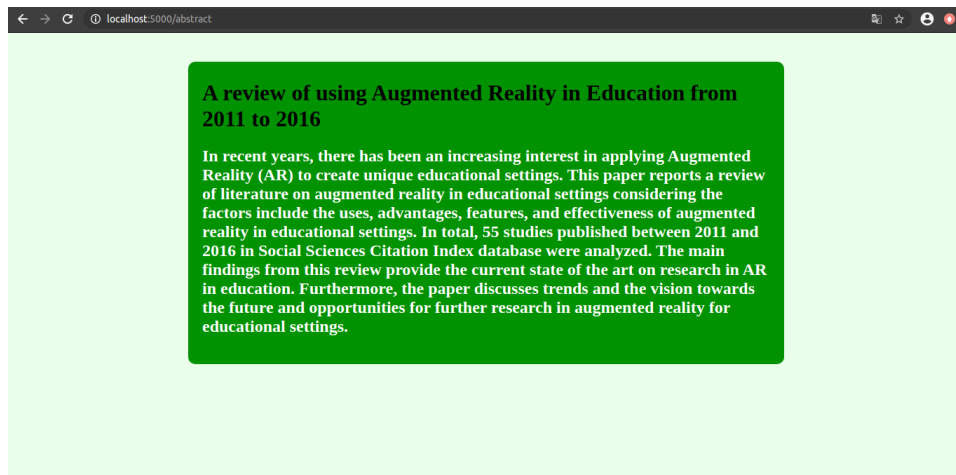 localhost:5000/abstract
A review of using Augmented Reality in Education from
2011 to 2016
In recent years, there has been an increasing interest in applying Augmented
Reality (AR) to create unique educational settings. This paper reports a review
of literature on augmented reality in educational settings considering the
factors include the uses, advantages, features, and effectiveness of augmented
reality in educational settings. In total, 55 studies published between 2011 and
2016 in Social Sciences Citation Index database were analyzed. The main
findings from this review provide the current state of the art on research in AR
in education. Furthermore, the paper discusses trends and the vision towards
the future and opportunities for further research in augmented reality for
educational settings.